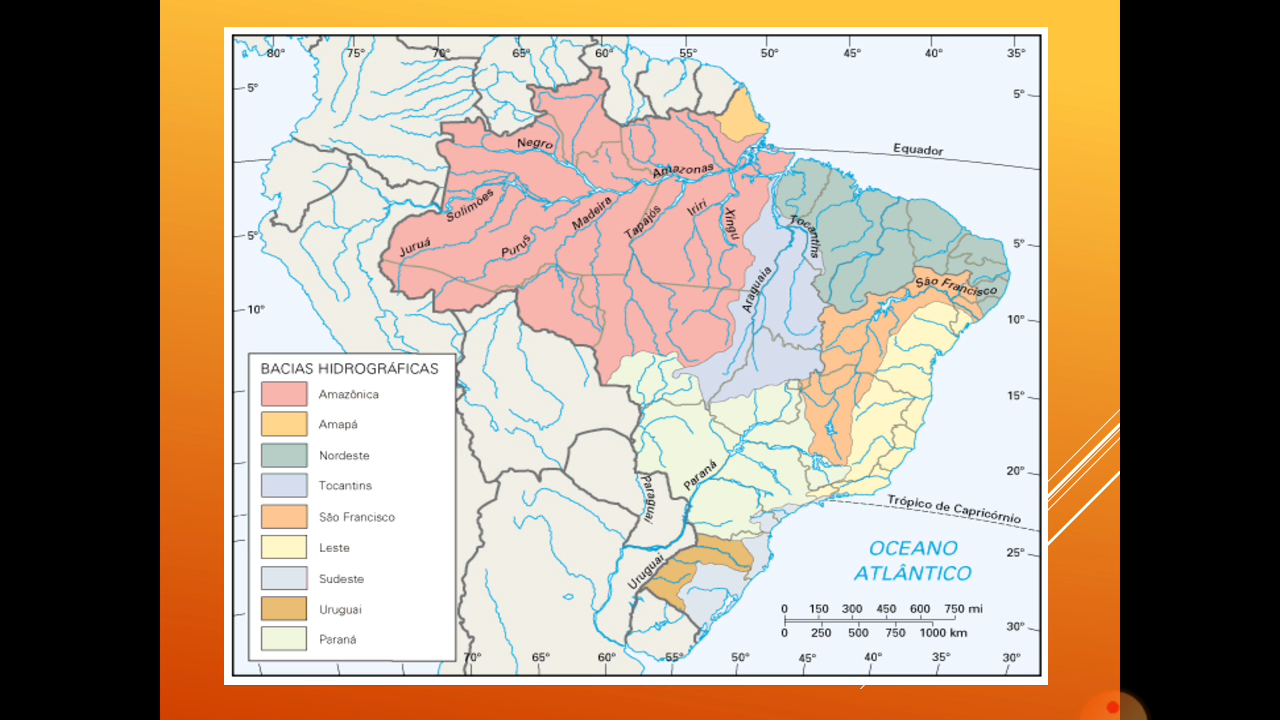 80° 75° 70° 65° 60° 55° 50° 45° 40° 35°
5° 5°
Equador
Negro
Amazonas
Solimões
Madeira
Tapajós
Iriri
Xingu
Tocantins
Juruá
Purus
5° 5°
Araguaia
São Francisco
10° 10°
15°
20°
Paraná
Paraguai
Trópico de Capricórnio
Uruguai
25°
OCEANO
ATLÂNTICO
BACIAS HIDROGRÁFICAS
Amazônica
Amapá
Nordeste
Tocantins
São Francisco
Leste
Sudeste
Uruguai
Paraná
0 150 300 450 600 750 mi
0 250 500 750 1000 km
30°
70° 65° 60° 55° 50° 45° 40° 35° 30°